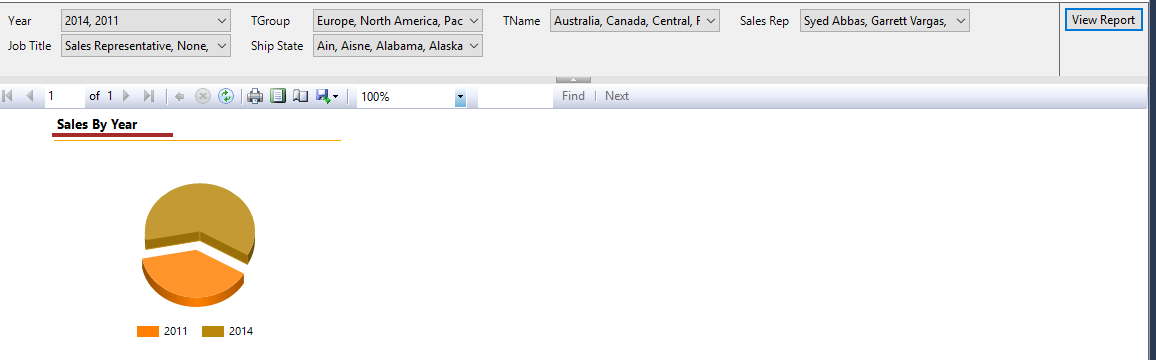 Year 2014, 2011 TGroup Europe, North America, Pac TName Australia, Canada, Central, F Sales Rep Syed Abbas, Garrett Vargas, View Report
Job Title Sales Representative, None, Ship State Ain, Aisne, Alabama, Alaska
1 of 1 100% Find | Next
Sales By Year
2011 2014